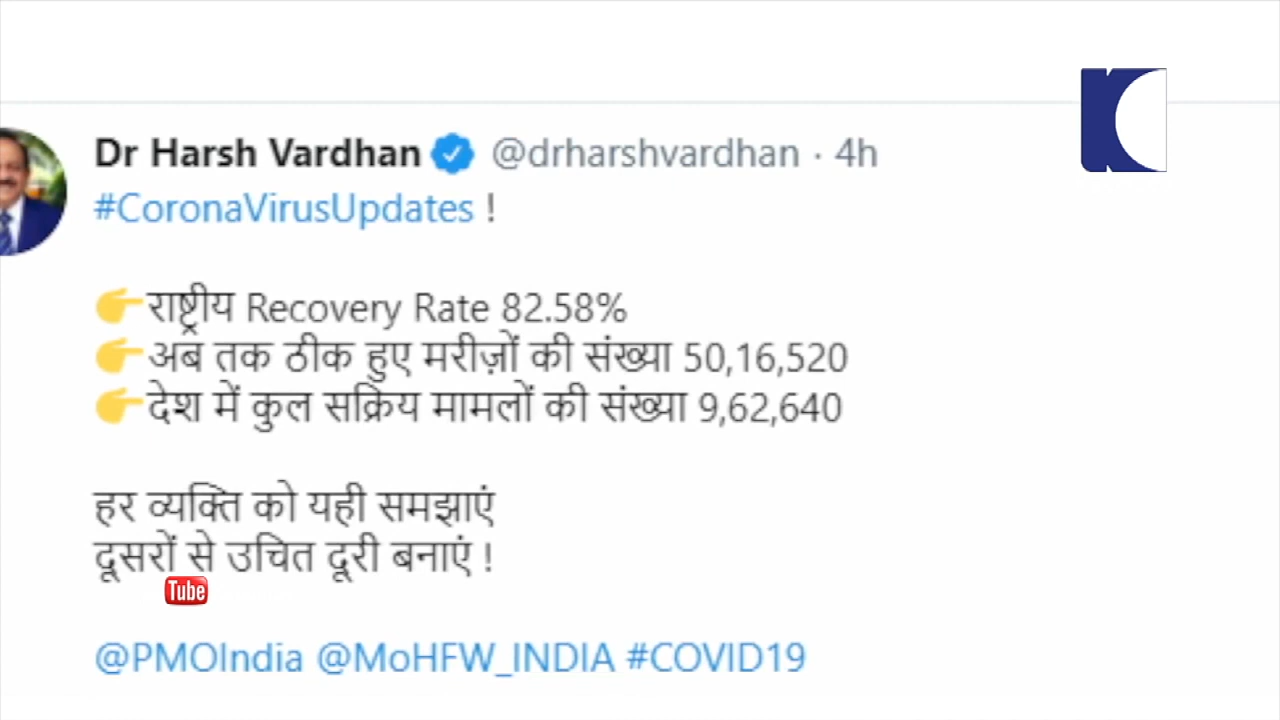 Dr Harsh Vardhan @drharshvardhan · 4h
#CoronaVirusUpdates !
👉राष्ट्रीय Recovery Rate 82.58%
👉अब तक ठीक हुए मरीज़ों की संख्या 50,16,520
👉देश में कुल सक्रिय मामलों की संख्या 9,62,640
हर व्यक्ति को यही समझाएं
दूसरों से उचित दूरी बनाएं !
Tube
@PMOIndia @MoHFW_INDIA #COVID19